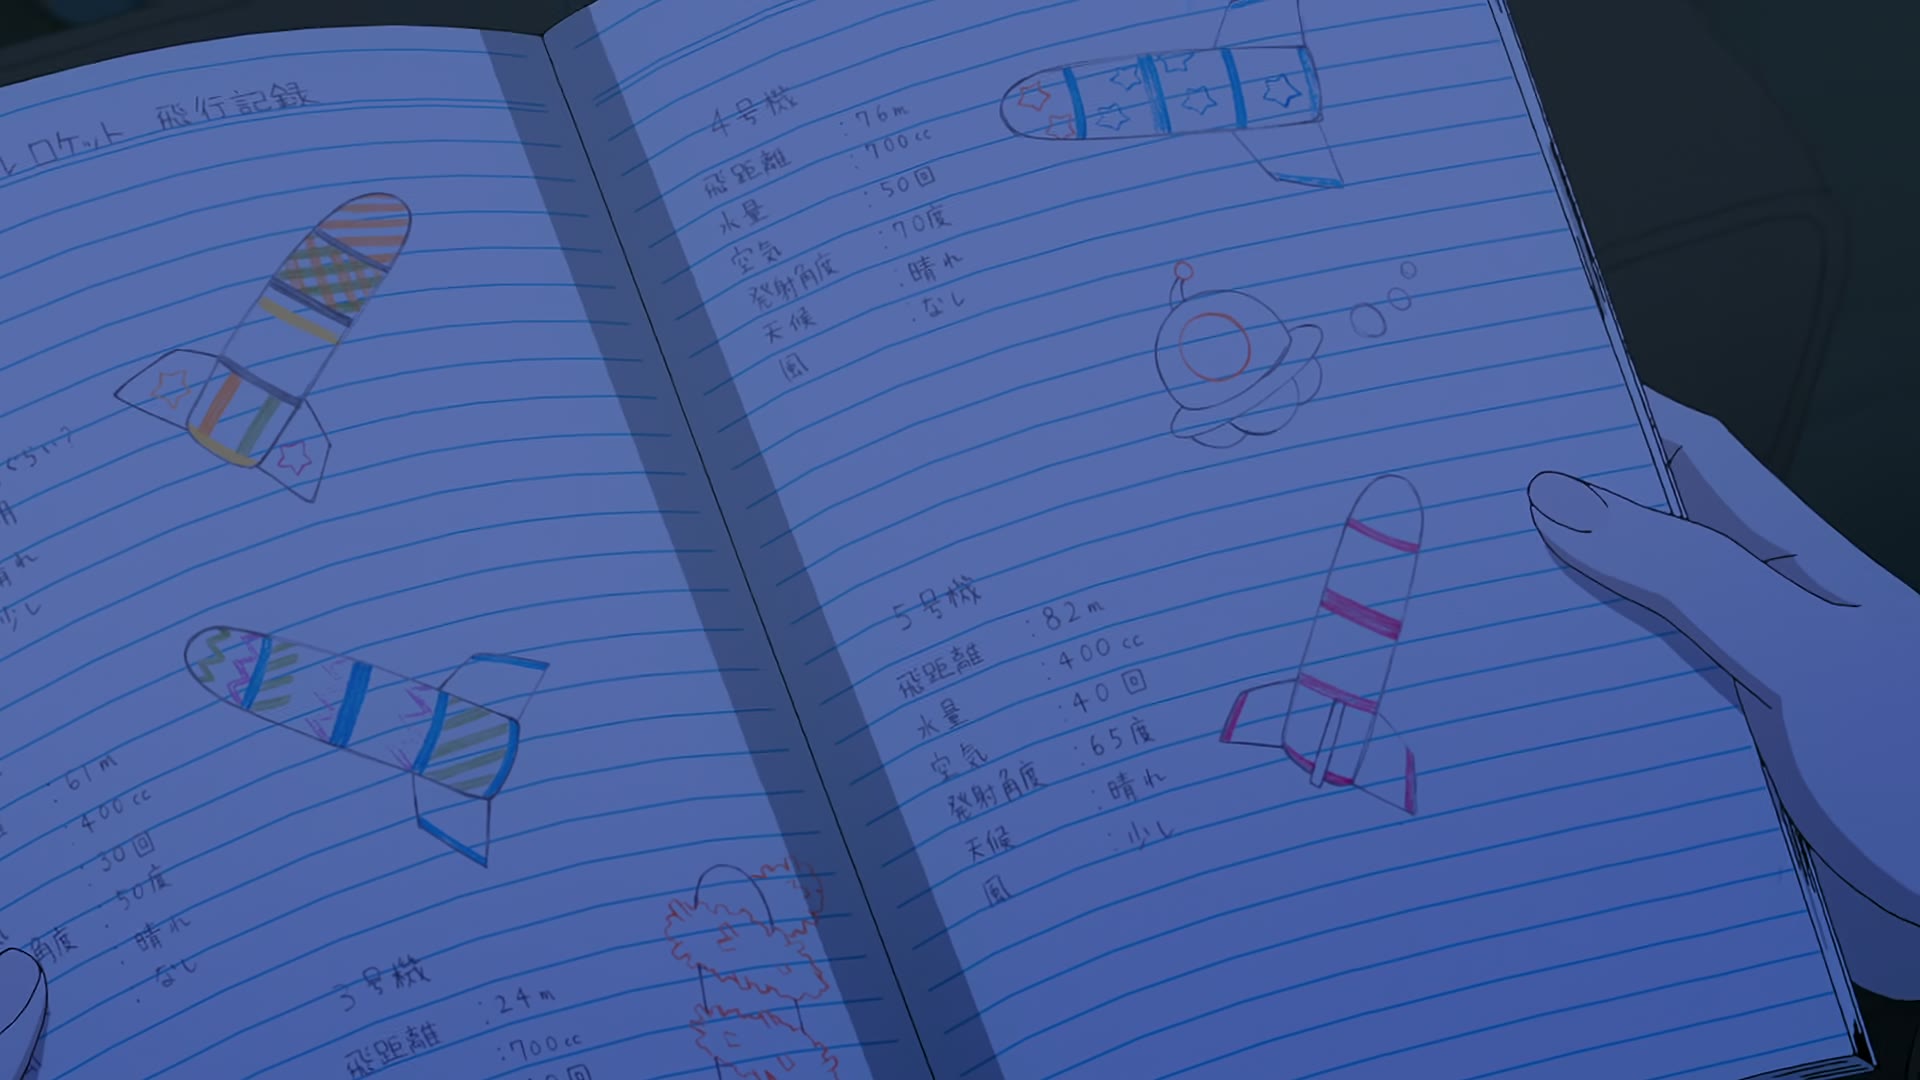 レロケット 飛行記録
ぐらい?
晴れ
少し
:61m
:400cc
:30回
:50度
角度
:晴れ
:なし
3号機
飛距離 :24m
:700cc
回
4号機
飛距離 :76m
水量 :700cc
空気 :50回
発射角度 :70度
天候 :晴れ
風 :なし
5号機
飛距離 :82m
水量 :400cc
空気 :40回
発射角度 :65度
天候 :晴れ
風 :少し